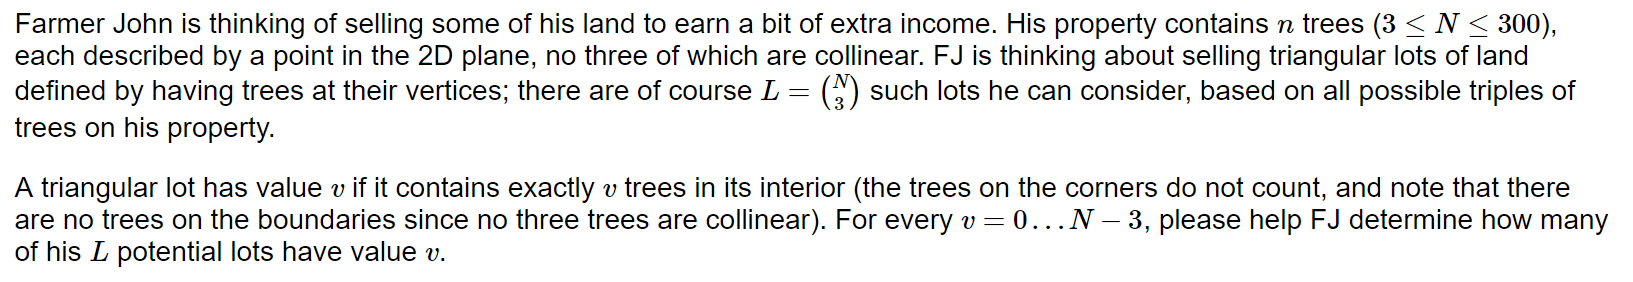 Farmer John is thinking of selling some of his land to earn a bit of extra income. His property contains n trees (3 ≤ N ≤ 300),
each described by a point in the 2D plane, no three of which are collinear. FJ is thinking about selling triangular lots of land
defined by having trees at their vertices; there are of course L = (N 3) such lots he can consider, based on all possible triples of
trees on his property.
A triangular lot has value v if it contains exactly v trees in its interior (the trees on the corners do not count, and note that there
are no trees on the boundaries since no three trees are collinear). For every v = 0 . . . N − 3, please help FJ determine how many
of his L potential lots have value v.